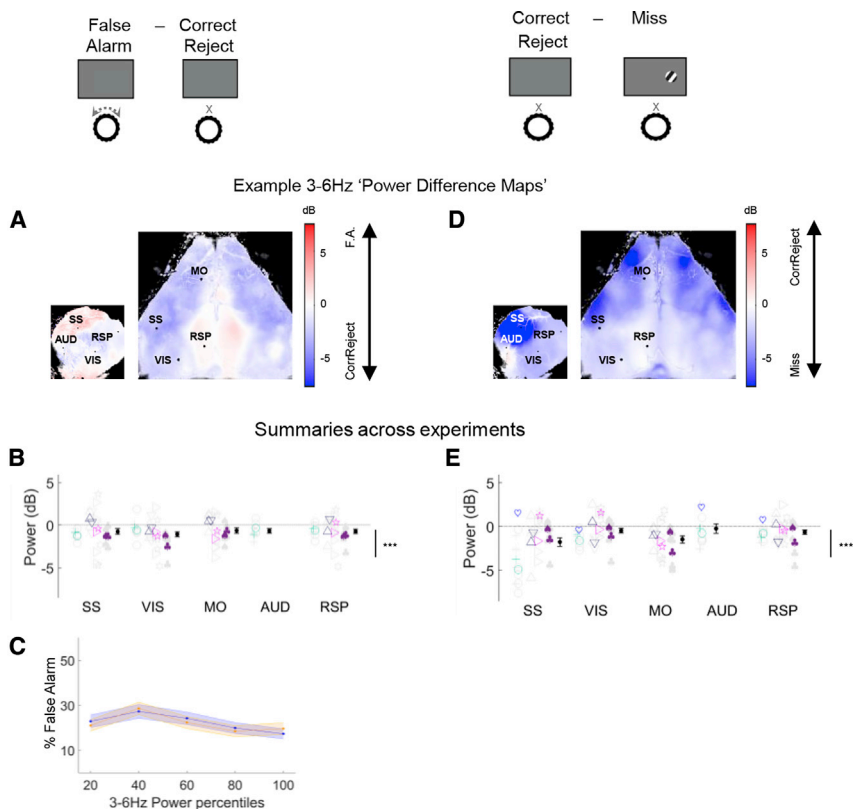 False – Correct
Alarm Reject
Correct – Miss
Reject
X
X
X
Example 3-6Hz 'Power Difference Maps'
A
dB
5
0
-5
F.A.
CorrReject
MO
SS
RSP
VIS
SS
AUD
RSP
VIS
D
dB
5
0
-5
CorrReject
Miss
MO
SS
RSP
VIS
SS
AUD
RSP
VIS
Summaries across experiments
B
Power (dB)
5
0
-5
***
SS VIS MO AUD RSP
E
Power (dB)
5
0
-5
***
SS VIS MO AUD RSP
C
% False Alarm
50
30
10
20 40 60 80 100
3-6Hz Power percentiles